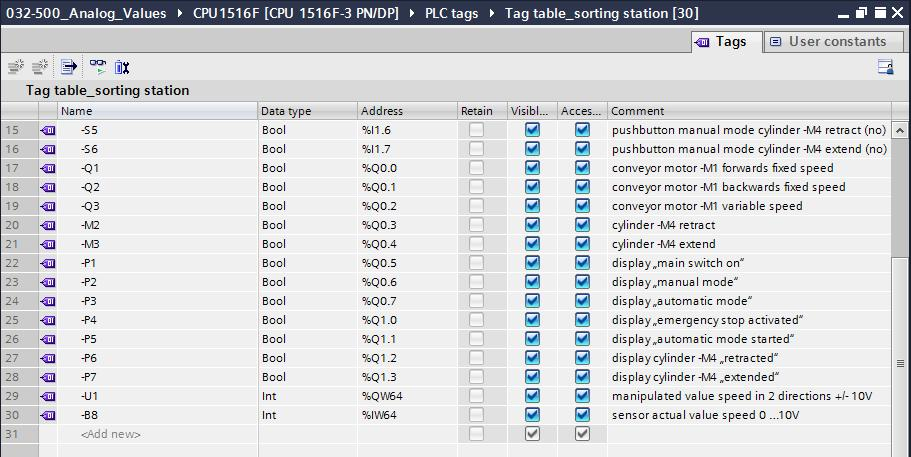 032-500_Analog_Values ▸ CPU1516F [CPU 1516F-3 PN/DP] ▸ PLC tags ▸ Tag table_sorting station [30]
Tags User constants
Tag table_sorting station
Name Data type Address Retain Visibl... Acces... Comment
15 -S5 Bool %I1.6 pushbutton manual mode cylinder -M4 retract (no)
16 -S6 Bool %I1.7 pushbutton manual mode cylinder -M4 extend (no)
17 -Q1 Bool %Q0.0 conveyor motor -M1 forwards fixed speed
18 -Q2 Bool %Q0.1 conveyor motor -M1 backwards fixed speed
19 -Q3 Bool %Q0.2 conveyor motor -M1 variable speed
20 -M2 Bool %Q0.3 cylinder -M4 retract
21 -M3 Bool %Q0.4 cylinder -M4 extend
22 -P1 Bool %Q0.5 display „main switch on“
23 -P2 Bool %Q0.6 display „manual mode“
24 -P3 Bool %Q0.7 display „automatic mode“
25 -P4 Bool %Q1.0 display „emergency stop activated“
26 -P5 Bool %Q1.1 display „automatic mode started“
27 -P6 Bool %Q1.2 display cylinder -M4 „retracted“
28 -P7 Bool %Q1.3 display cylinder -M4 „extended“
29 -U1 Int %QW64 manipulated value speed in 2 directions +/- 10V
30 -B8 Int %IW64 sensor actual value speed 0 ...10V
31 <Add new>